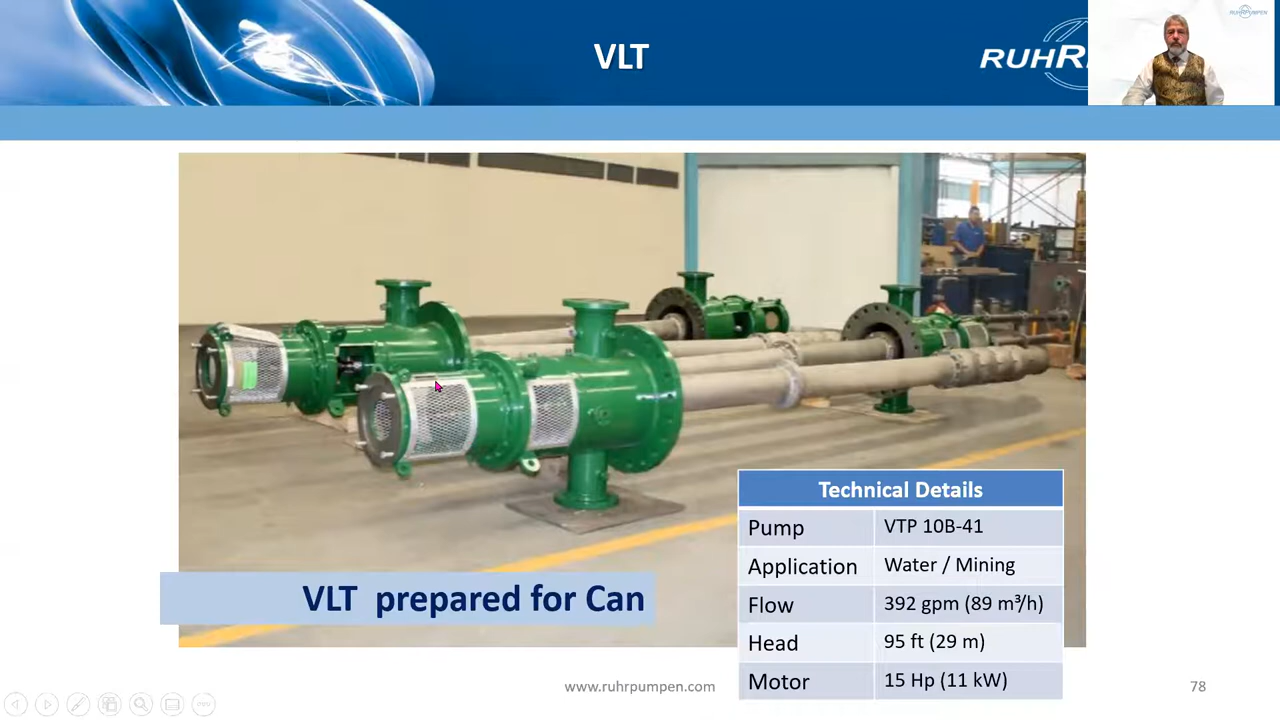 VLT
RUHR
RUHRPUMPEN
VLT prepared for Can
Technical Details
Pump VTP 10B-41
Application Water / Mining
Flow 392 gpm (89 m³/h)
Head 95 ft (29 m)
Motor 15 Hp (11 kW)
www.ruhrpumpen.com
78